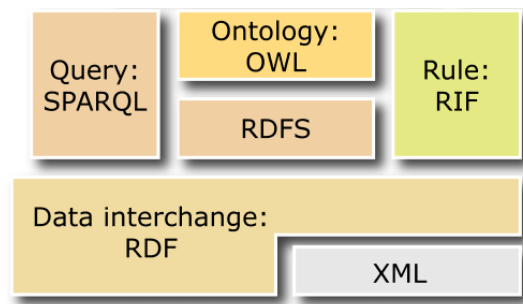 Query:
SPARQL
Ontology:
OWL
RDFS
Rule:
RIF
Data interchange:
RDF
XML